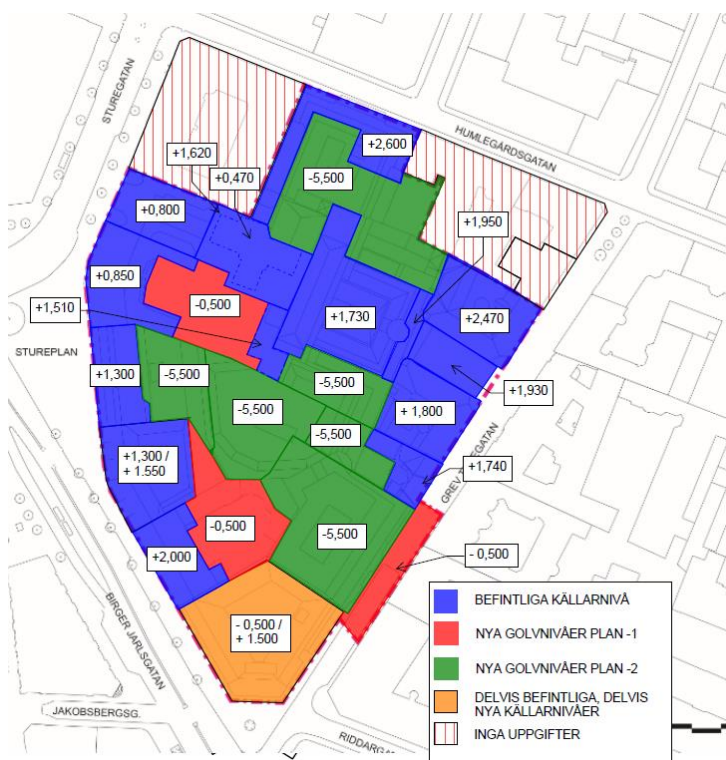 STUREGATAN
HUMLEGÅRDSGATAN
+1,620
+0,470
+2,600
-5,500
+0,800
+1,950
+0,850
-0,500
+1,510
+1,730
+2,470
STUREPLAN
+1,300
-5,500
-5,500
-5,500
+1,930
+ 1,800
-5,500
+1,300 /
+ 1.550
+1,740
-0,500
-5,500
+2,000
- 0,500
- 0,500 /
+ 1.500
BIRGER JARLSGATAN
JAKOBSBERGSG.
BEFINTLIGA KÄLLARNIVÅ
NYA GOLVNIVÅER PLAN -1
NYA GOLVNIVÅER PLAN -2
DELVIS BEFINTLIGA, DELVIS
NYA KÄLLARNIVÅER
INGA UPPGIFTER